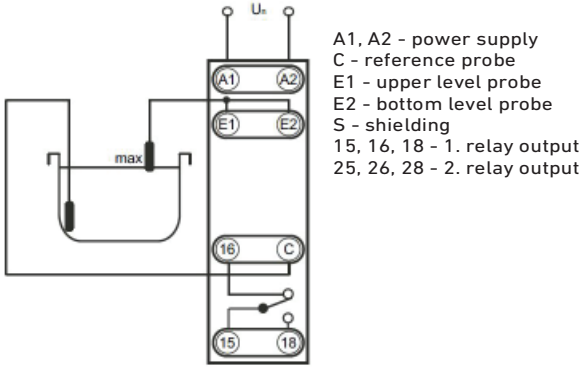 Uₙ
A1 A2
E1 E2
max
16 C
15 18
A1, A2 - power supply
C - reference probe
E1 - upper level probe
E2 - bottom level probe
S - shielding
15, 16, 18 - 1. relay output
25, 26, 28 - 2. relay output